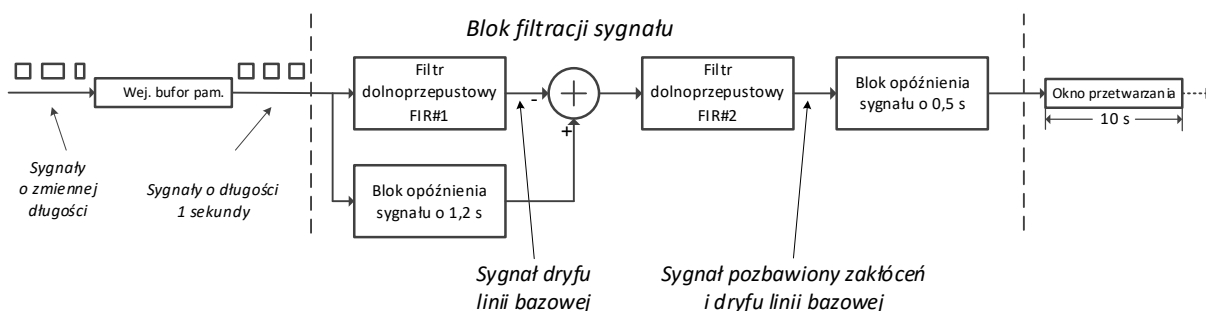 Blok filtracji sygnału
Wej. bufor pam.
Sygnały
o zmiennej
długości
Sygnały o długości
1 sekundy
Filtr
dolnoprzepustowy
FIR#1
-
+
+
Blok opóźnienia
sygnału o 1,2 s
Filtr
dolnoprzepustowy
FIR#2
Blok opóźnienia
sygnału o 0,5 s
Okno przetwarzania
10 s
Sygnał dryfu
linii bazowej
Sygnał pozbawiony zakłóceń
i dryfu linii bazowej